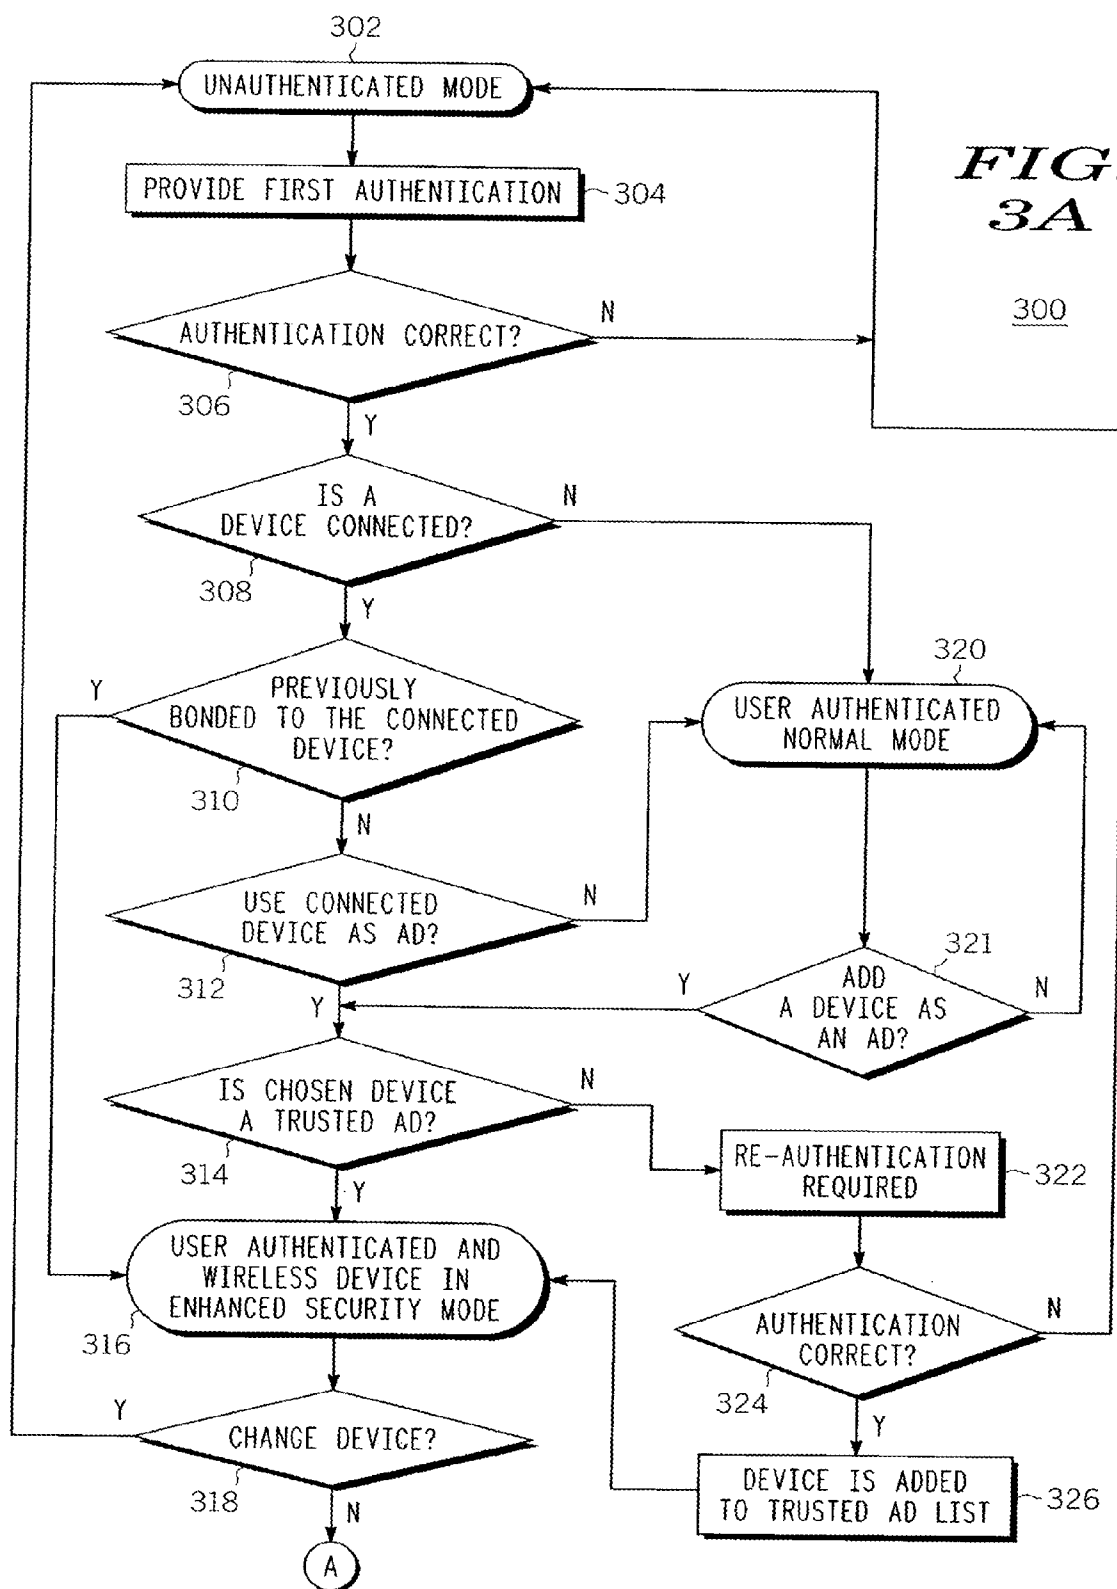 302
UNAUTHENTICATED MODE
FIG.
3A
300
PROVIDE FIRST AUTHENTICATION
304
AUTHENTICATION CORRECT?
N
306
Y
IS A
DEVICE CONNECTED?
N
308
Y
PREVIOUSLY
BONDED TO THE CONNECTED
DEVICE?
Y
310
N
320
USER AUTHENTICATED
NORMAL MODE
USE CONNECTED
DEVICE AS AD?
N
312
Y
321
ADD
A DEVICE AS
AN AD?
Y
N
IS CHOSEN DEVICE
A TRUSTED AD?
N
314
Y
RE-AUTHENTICATION
REQUIRED
322
USER AUTHENTICATED AND
WIRELESS DEVICE IN
ENHANCED SECURITY MODE
316
AUTHENTICATION
CORRECT?
N
324
Y
CHANGE DEVICE?
Y
318
N
DEVICE IS ADDED
TO TRUSTED AD LIST
326
A